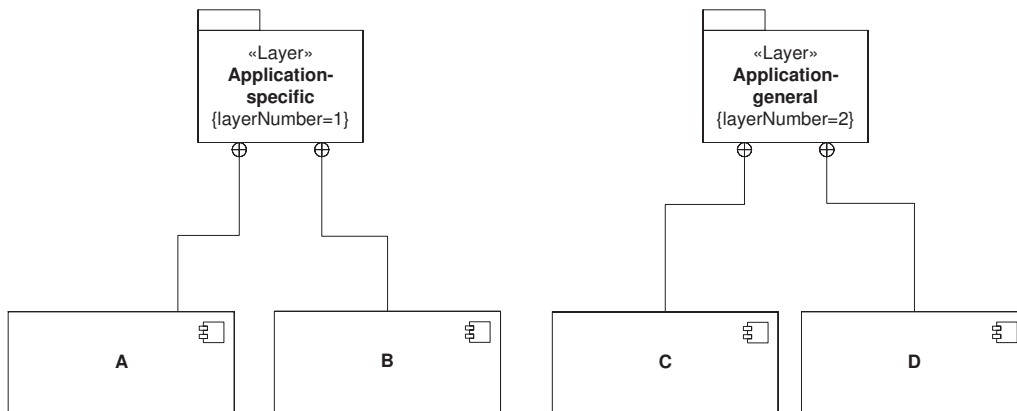 «Layer»
Application-
specific
{layerNumber=1}
«Layer»
Application-
general
{layerNumber=2}
A
B
C
D